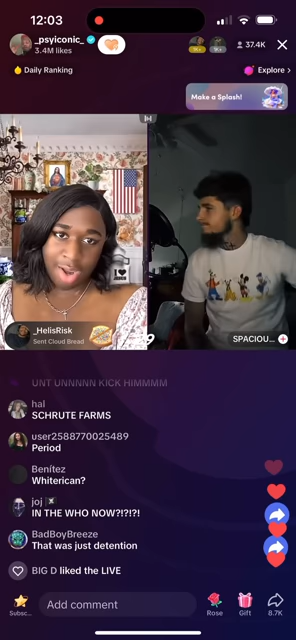 12:03
_psyiconic_
3.4M likes
37.4K
Daily Ranking
Explore >
Make a Splash!
I ♥
_HelisRisk
Sent Cloud Bread
SPACIOU...
UNT UNNNNN KICK HIMMMM
hal
SCHRUTE FARMS
user2588770025489
Period
Benítez
Whiterican?
joj
IN THE WHO NOW?!?!?!
BadBoyBreeze
That was just detention
BIG D liked the LIVE
Subsc...
Add comment
Rose
Gift
8.7K